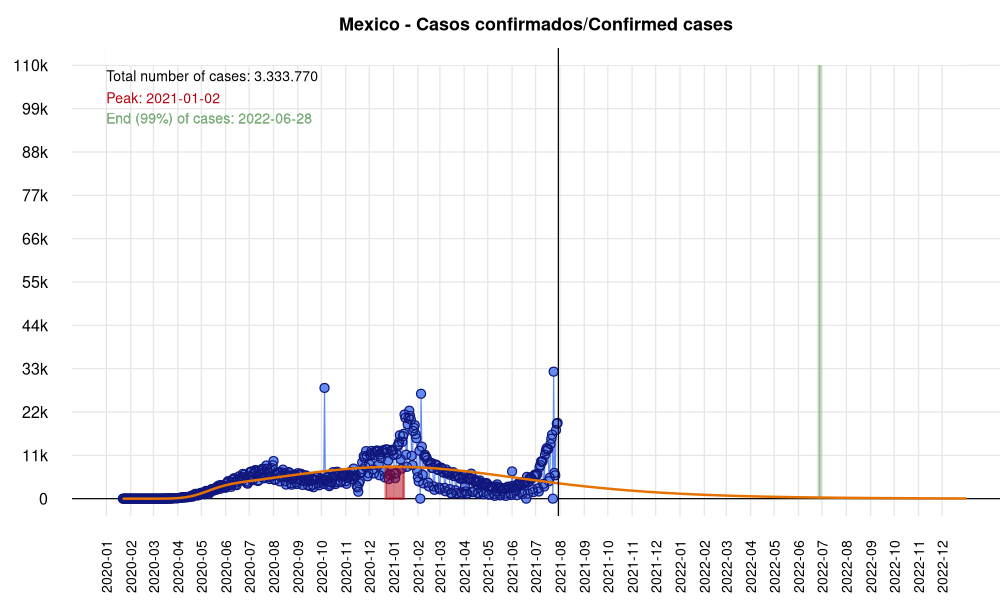 Mexico - Casos confirmados/Confirmed cases
110k
99k
88k
77k
66k
55k
44k
33k
22k
11k
0
Total number of cases: 3.333.770
Peak: 2021-01-02
End (99%) of cases: 2022-06-28
2020-01
2020-02
2020-03
2020-04
2020-05
2020-06
2020-07
2020-08
2020-09
2020-10
2020-11
2020-12
2021-01
2021-02
2021-03
2021-04
2021-05
2021-06
2021-07
2021-08
2021-09
2021-10
2021-11
2021-12
2022-01
2022-02
2022-03
2022-04
2022-05
2022-06
2022-07
2022-08
2022-09
2022-10
2022-11
2022-12